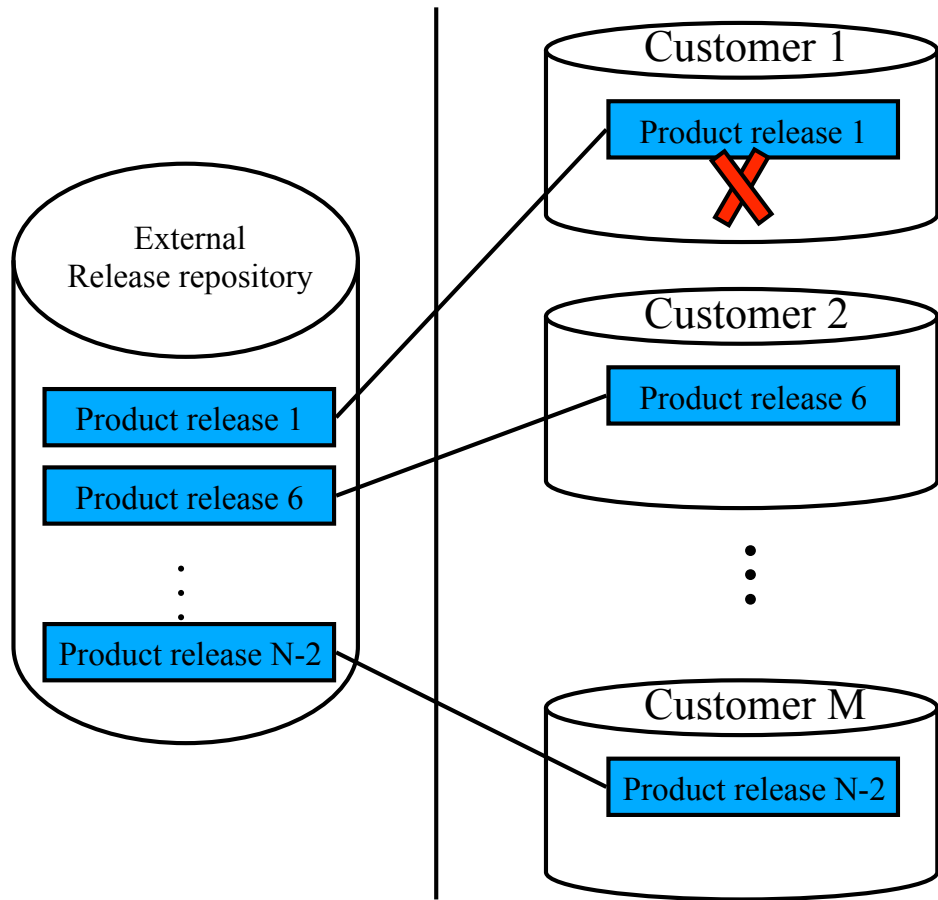 External
Release repository
Product release 1
Product release 6
Product release N-2
Customer 1
Product release 1
Customer 2
Product release 6
Customer M
Product release N-2